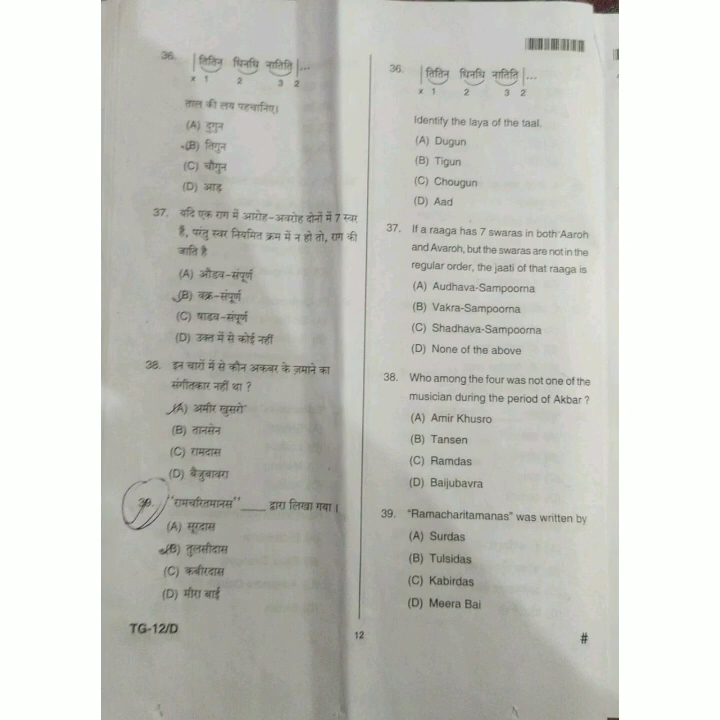 36. | तितिन धिनधि नातिति |...
x 1 2 3 2
ताल की लय पहचानिए।
(A) दुगुन
(B) तिगुन
(C) चौगुन
(D) आड़
37. यदि एक राग में आरोह-अवरोह दोनों में 7 स्वर
हैं, परंतु स्वर नियमित क्रम में न हो तो, राग की
जाति है
(A) औडव-संपूर्ण
(B) वक्र-संपूर्ण
(C) षाडव-संपूर्ण
(D) उक्त में से कोई नहीं
38. इन चारों में से कौन अकबर के ज़माने का
संगीतकार नहीं था ?
(A) अमीर खुसरो
(B) तानसेन
(C) रामदास
(D) बैजुबावरा
39. "रामचरितमानस" ____ द्वारा लिखा गया।
(A) सूरदास
(B) तुलसीदास
(C) कबीरदास
(D) मीरा बाई
TG-12/D
36. | तितिन धिनधि नातिति |...
x 1 2 3 2
Identify the laya of the taal.
(A) Dugun
(B) Tigun
(C) Chougun
(D) Aad
37. If a raaga has 7 swaras in both Aaroh
and Avaroh, but the swaras are not in the
regular order, the jaati of that raaga is
(A) Audhava-Sampoorna
(B) Vakra-Sampoorna
(C) Shadhava-Sampoorna
(D) None of the above
38. Who among the four was not one of the
musician during the period of Akbar ?
(A) Amir Khusro
(B) Tansen
(C) Ramdas
(D) Baijubavra
39. "Ramacharitamanas" was written by
(A) Surdas
(B) Tulsidas
(C) Kabirdas
(D) Meera Bai
12
#